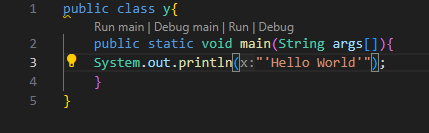 1 public class y{
Run main | Debug main | Run | Debug
2 public static void main(String args[]){
3 System.out.println(x:"'Hello World'");
4 }
5 }